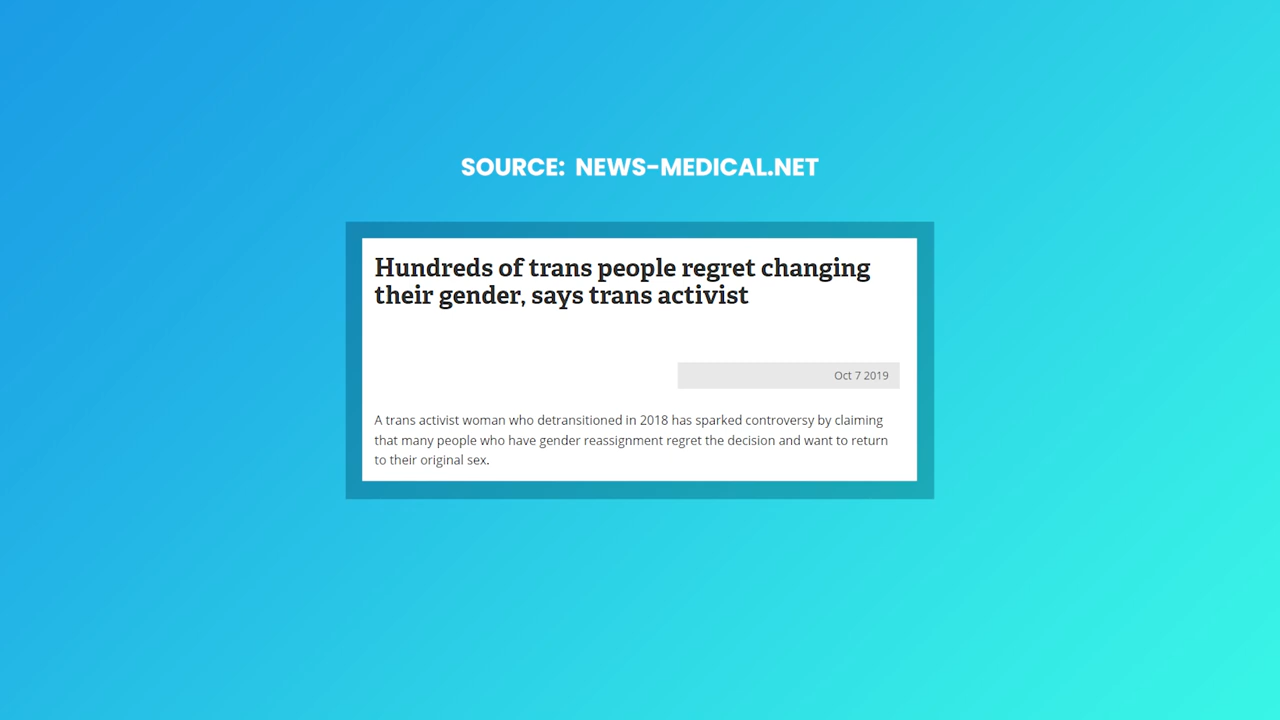 SOURCE: NEWS-MEDICAL.NET
Hundreds of trans people regret changing
their gender, says trans activist
Oct 7 2019
A trans activist woman who detransitioned in 2018 has sparked controversy by claiming
that many people who have gender reassignment regret the decision and want to return
to their original sex.